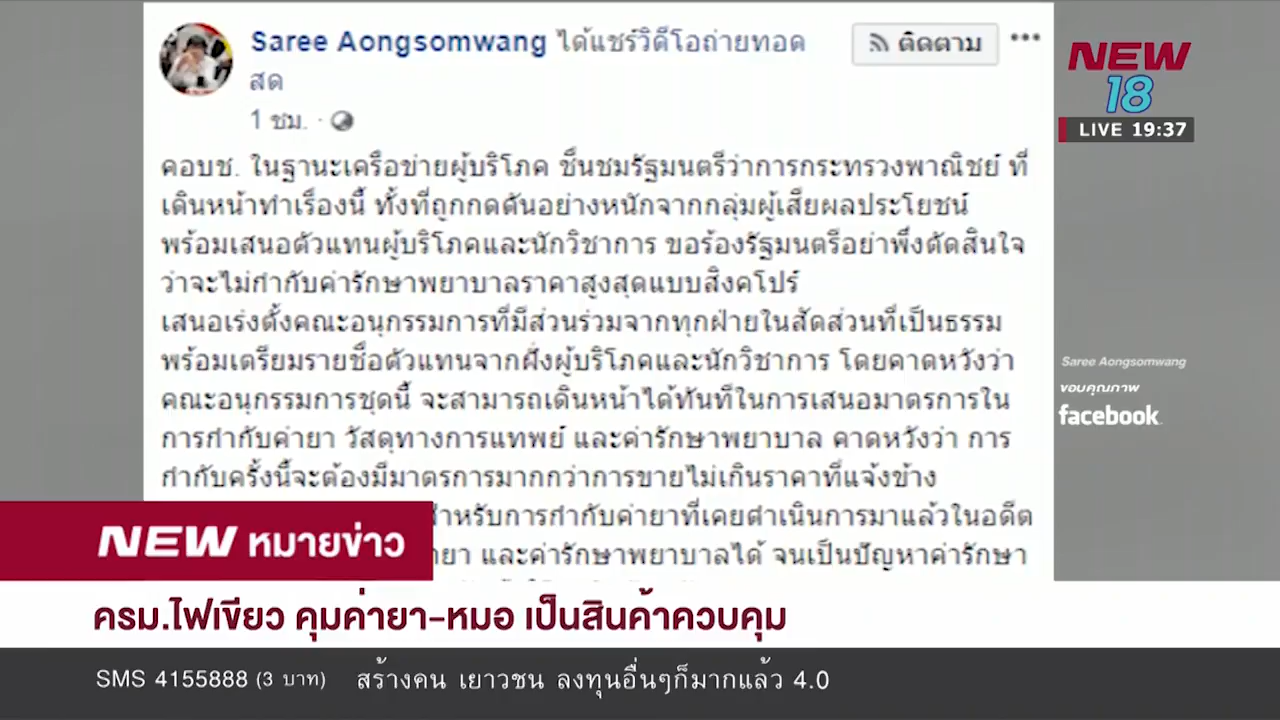 Saree Aongsomwang ได้แชร์วิดีโอถ่ายทอด
สด
1 ชม.
ติดตาม
NEW
18
LIVE 19:37
คอบช. ในฐานะเครือข่ายผู้บริโภค ชื่นชมรัฐมนตรีว่าการกระทรวงพาณิชย์ ที่
เดินหน้าทำเรื่องนี้ ทั้งที่ถูกกดดันอย่างหนักจากกลุ่มผู้เสียผลประโยชน์
พร้อมเสนอตัวแทนผู้บริโภคและนักวิชาการ ขอร้องรัฐมนตรีอย่าพึ่งตัดสินใจ
ว่าจะไม่กำกับค่ารักษาพยาบาลราคาสูงสุดแบบสิงคโปร์
เสนอเร่งตั้งคณะอนุกรรมการที่มีส่วนร่วมจากทุกฝ่ายในสัดส่วนที่เป็นธรรม
พร้อมเตรียมรายชื่อตัวแทนจากฝั่งผู้บริโภคและนักวิชาการ โดยคาดหวังว่า
คณะอนุกรรมการชุดนี้ จะสามารถเดินหน้าได้ทันทีในการเสนอมาตรการใน
การกำกับค่ายา วัสดุทางการแทพย์ และค่ารักษาพยาบาล คาดหวังว่า การ
กำกับครั้งนี้จะต้องมีมาตรการมากกว่าการขายไม่เกินราคาที่แจ้งข้าง
สำหรับการกำกับค่ายาที่เคยดำเนินการมาแล้วในอดีต
ยา และค่ารักษาพยาบาลได้ จนเป็นปัญหาค่ารักษา
Saree Aongsomwang
ขอบคุณภาพ
facebook
NEW หมายข่าว
ครม.ไฟเขียว คุมค่ายา-หมอ เป็นสินค้าควบคุม
SMS 4155888 (3 บาท) สร้างคน เยาวชน ลงทุนอื่นๆก็มากแล้ว 4.0